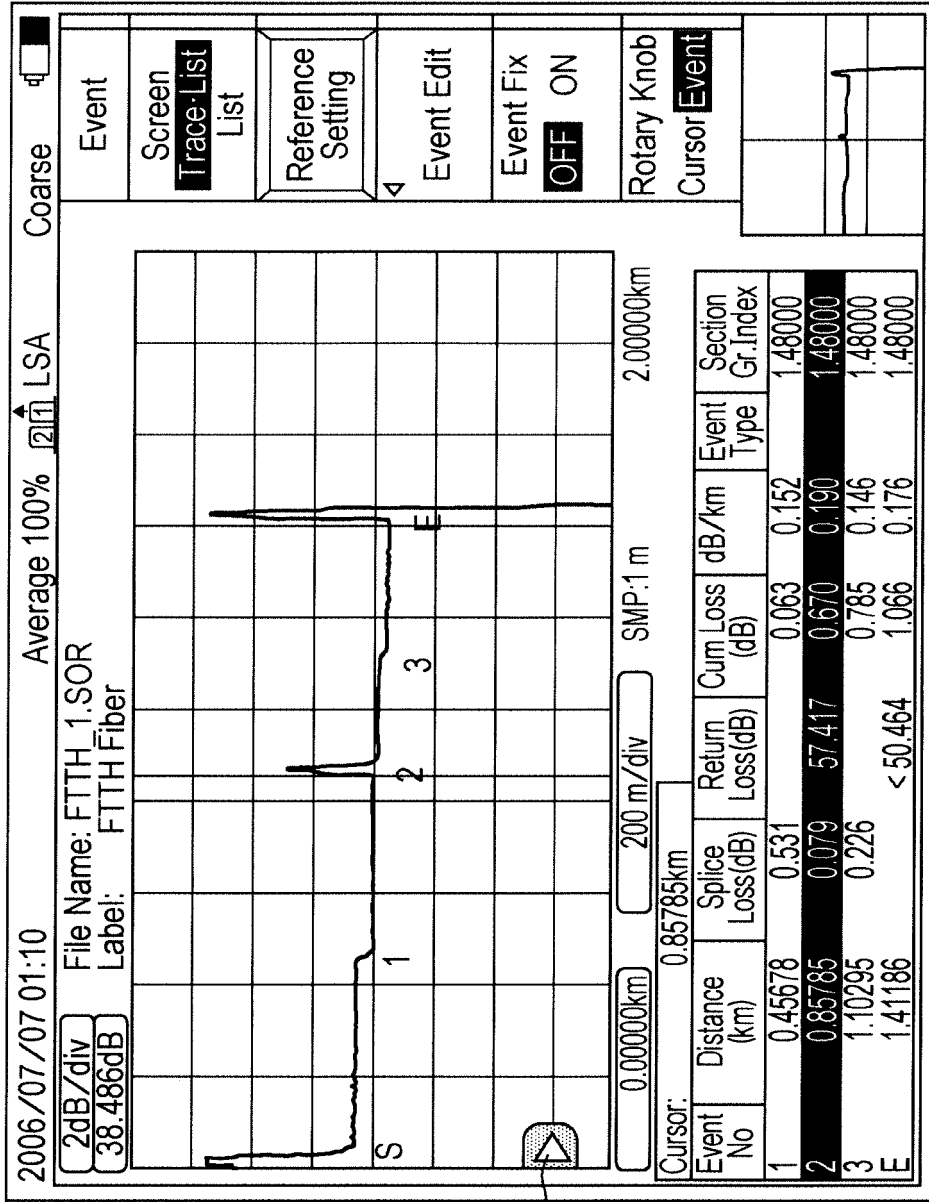 2006/07/07 01:10 Average 100% 2 1 LSA Coarse
2dB/div
38.486dB
File Name: FTTH_1.SOR
Label: FTTH Fiber
S 1 2 3 E
0.00000km 200 m/div SMP:1 m 2.00000km
Cursor: 0.85785km
Event No Distance (km) Splice Loss(dB) Return Loss(dB) Cum Loss (dB) dB/km Event Type Section Gr.Index
1 0.45678 0.531 0.063 0.152 1.48000
2 0.85785 0.079 57.417 0.670 0.190 1.48000
3 1.10295 0.226 0.785 0.146 1.48000
E 1.41186 < 50.464 1.066 0.176 1.48000
Event
Screen
Trace·List
List
Reference
Setting
Event Edit
Event Fix
OFF ON
Rotary Knob
Cursor Event